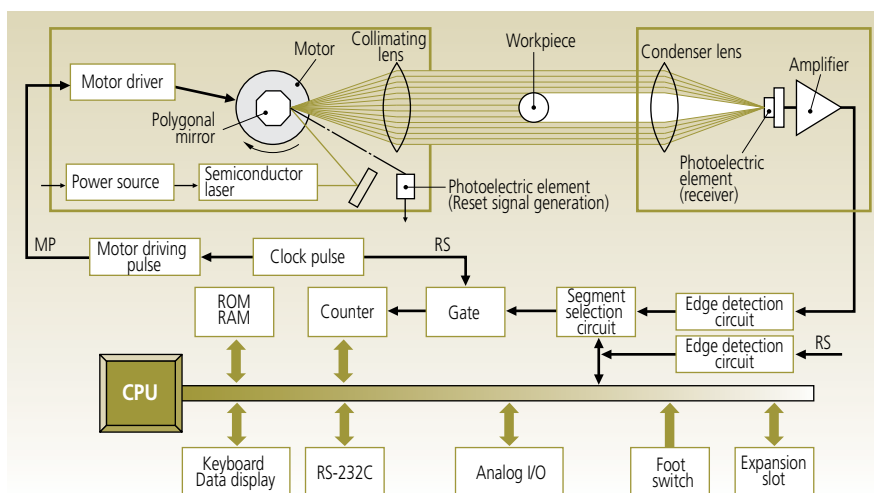 Motor
Collimating
lens
Workpiece
Condenser lens
Amplifier
Motor driver
Polygonal
mirror
Photoelectric
element
(receiver)
Power source
Semiconductor
laser
Photoelectric element
(Reset signal generation)
MP
Motor driving
pulse
Clock pulse
RS
ROM
RAM
Counter
Gate
Segment
selection
circuit
Edge detection
circuit
Edge detection
circuit
RS
CPU
Keyboard
Data display
RS-232C
Analog I/O
Foot
switch
Expansion
slot